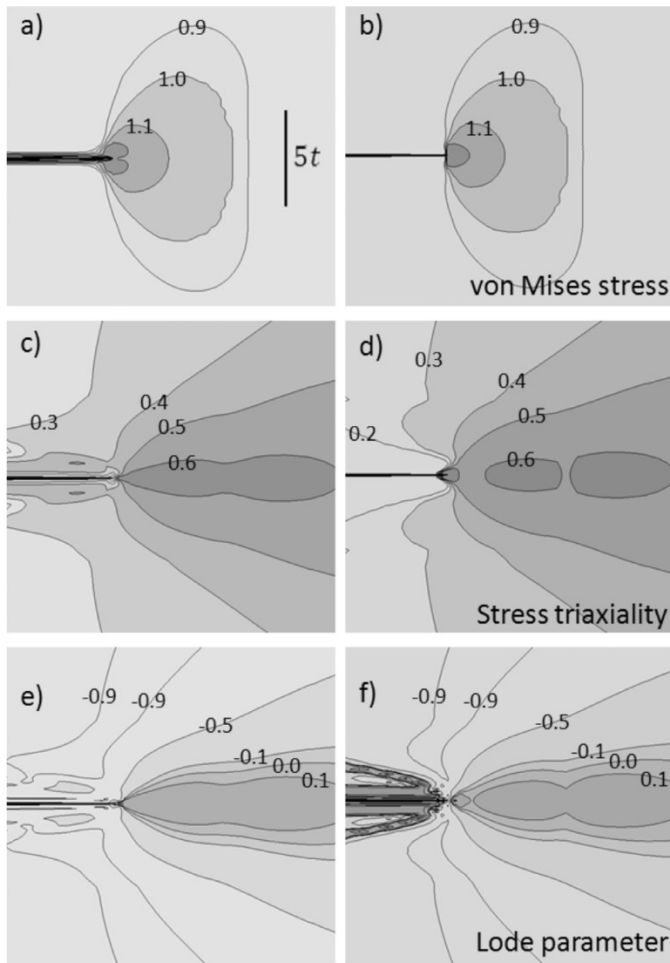 a)
0.9
1.0
1.1
5t
b)
0.9
1.0
1.1
von Mises stress
c)
0.3
0.4
0.5
0.6
d)
0.3
0.4
0.5
0.2
0.6
Stress triaxiality
e)
-0.9
-0.9
-0.5
-0.1
0.0
0.1
f)
-0.9
-0.9
-0.5
-0.1
0.0
0.1
Lode parameter